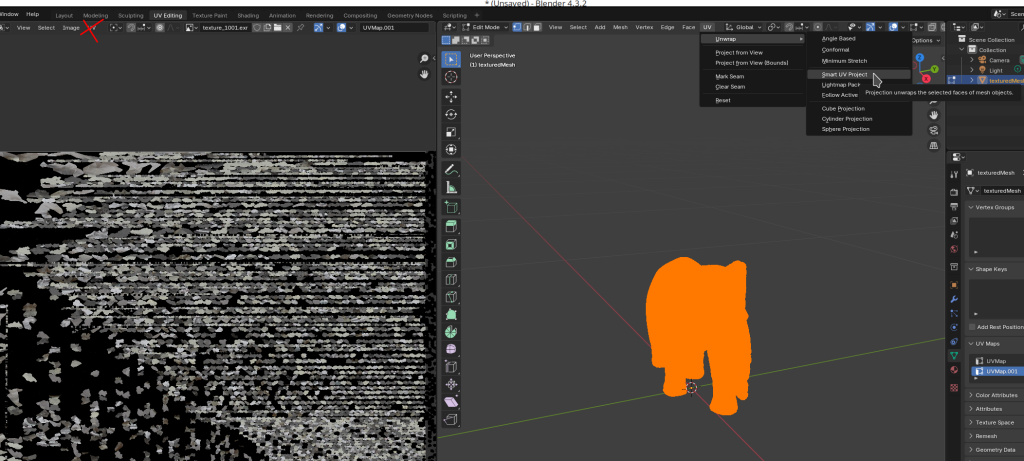 * (Unsaved) - Blender 4.3.2
Window Help Layout Modeling Sculpting UV Editing Texture Paint Shading Animation Rendering Compositing Geometry Nodes Scripting
View Select Image texture_1001.exr UVMap.001
Edit Mode View Select Add Mesh Vertex Edge Face UV Global
Options
User Perspective
(1) texturedMesh
Unwrap
Project from View
Project from View (Bounds)
Mark Seam
Clear Seam
Reset
Angle Based
Conformal
Minimum Stretch
Smart UV Project
Lightmap Pack
Follow Active
Projection unwraps the selected faces of mesh objects.
Cube Projection
Cylinder Projection
Sphere Projection
Scene Collection
Collection
Camera
Light
texturedMesh
texturedMesh
texturedMesh
Vertex Groups
Shape Keys
Add Rest Position
UV Maps
UVMap
UVMap.001
Color Attributes
Attributes
Texture Space
Remesh
Geometry Data